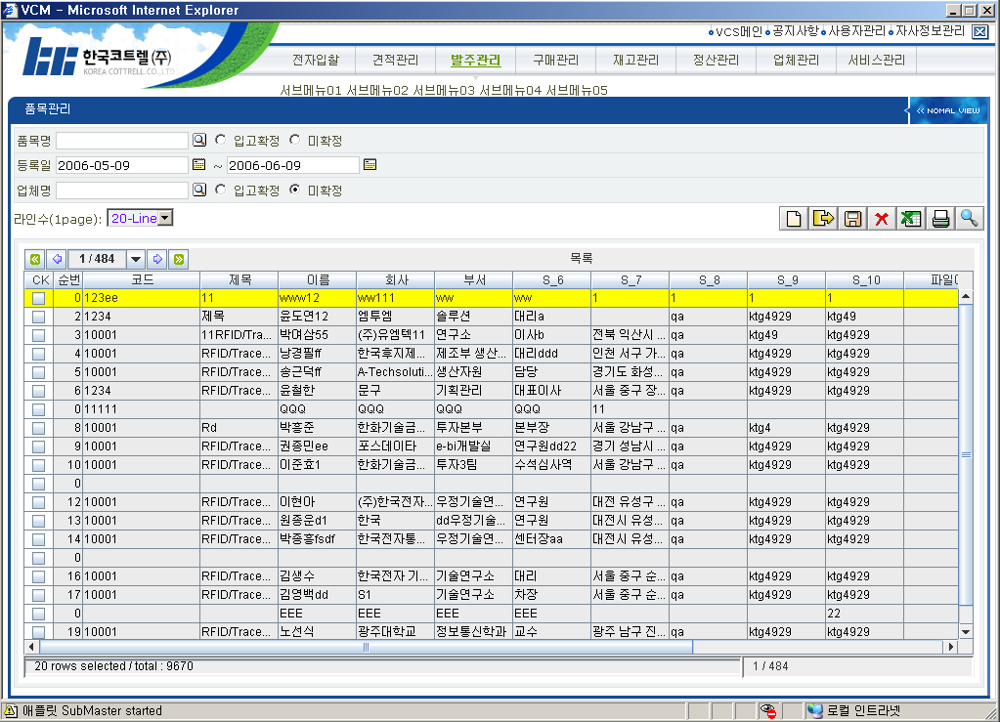 VCM - Microsoft Internet Explorer
VCS메인 공지사항 사용자관리 자사정보관리
한국코트렐(주)
KOREA COTTRELL.CO.,LTD
전자입찰 견적관리 발주관리 구매관리 재고관리 정산관리 업체관리 서비스관리
서브메뉴01 서브메뉴02 서브메뉴03 서브메뉴04 서브메뉴05
품목관리
<< NOMAL VIEW
품목명 입고확정 미확정
등록일 2006-05-09 ~ 2006-06-09
업체명 입고확정 미확정
라인수(1page): 20-Line
1 / 484 목록
CK 순번 코드 제목 이름 회사 부서 S_6 S_7 S_8 S_9 S_10
0 123ee 11 www12 ww111 ww ww 1 1 1 1
2 1234 제목 윤도연12 엠투엠 솔루션 대리a qa ktg4929 ktg49
3 10001 11RFID/Tra... 박며삼55 (주)유엠텍11 연구소 이사b 전북 익산시 ... qa ktg49 ktg4929
4 10001 RFID/Trace... 낭경필ff 한국후지제... 제조부 생산... 대리ddd 인천 서구 가... qa ktg4929 ktg4929
5 10001 RFID/Trace... 송근덕ff A-Techsoluti... 생산자원 담당 경기도 화성... qa ktg4929 ktg4929
6 1234 RFID/Trace... 윤철한 문구 기획관리 대표이사 서울 중구 장... qa ktg4929 ktg4929
0 11111 QQQ QQQ QQQ QQQ 11
8 10001 Rd 박홍준 한화기술금... 투자본부 본부장 서울 강남구 ... qa ktg4 ktg4929
9 10001 RFID/Trace... 권종민ee 포스데이타 e-bi개발실 연구원dd22 경기 성남시 ... qa ktg4929 ktg4929
10 10001 RFID/Trace... 이준효1 한화기술금... 투자3팀 수석심사역 서울 강남구 ... qa ktg4929 ktg4929
0
12 10001 RFID/Trace... 이현아 (주)한국전자... 우정기술연... 연구원 대전 유성구 ... qa ktg4929 ktg4929
13 10001 RFID/Trace... 원종운d1 한국 dd우정기술... 연구원 대전시 유성... qa ktg4929 ktg4929
14 10001 RFID/Trace... 박종흥fsdf 한국전자통... 우정기술연... 센터장aa 대전시 유성... qa ktg4929 ktg4929
0
16 10001 RFID/Trace... 김생수 한국전자 기... 기술연구소 대리 서울 중구 순... qa ktg4929 ktg4929
17 10001 RFID/Trace... 김영백dd S1 기술연구소 차장 서울 중구 순... qa ktg4929 ktg4929
0 EEE EEE EEE EEE 22
19 10001 RFID/Trace... 노선식 광주대학교 정보통신학과 교수 광주 남구 진... qa ktg4929 ktg4929
20 rows selected / total : 9670 1 / 484
애플릿 SubMaster started 로컬 인트라넷